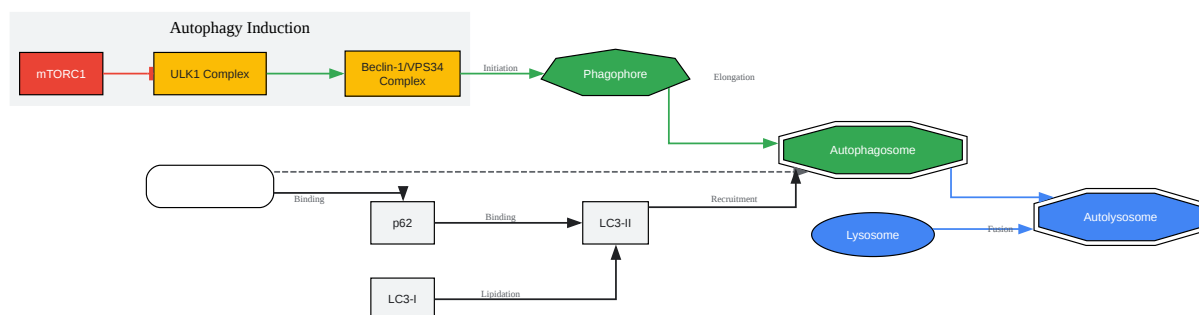 Autophagy Induction
mTORC1
ULK1 Complex
Beclin-1/VPS34
Complex
Initiation
Phagophore
Elongation
Autophagosome
Binding
p62
Binding
LC3-II
Recruitment
Lysosome
Fusion
Autolysosome
LC3-I
Lipidation